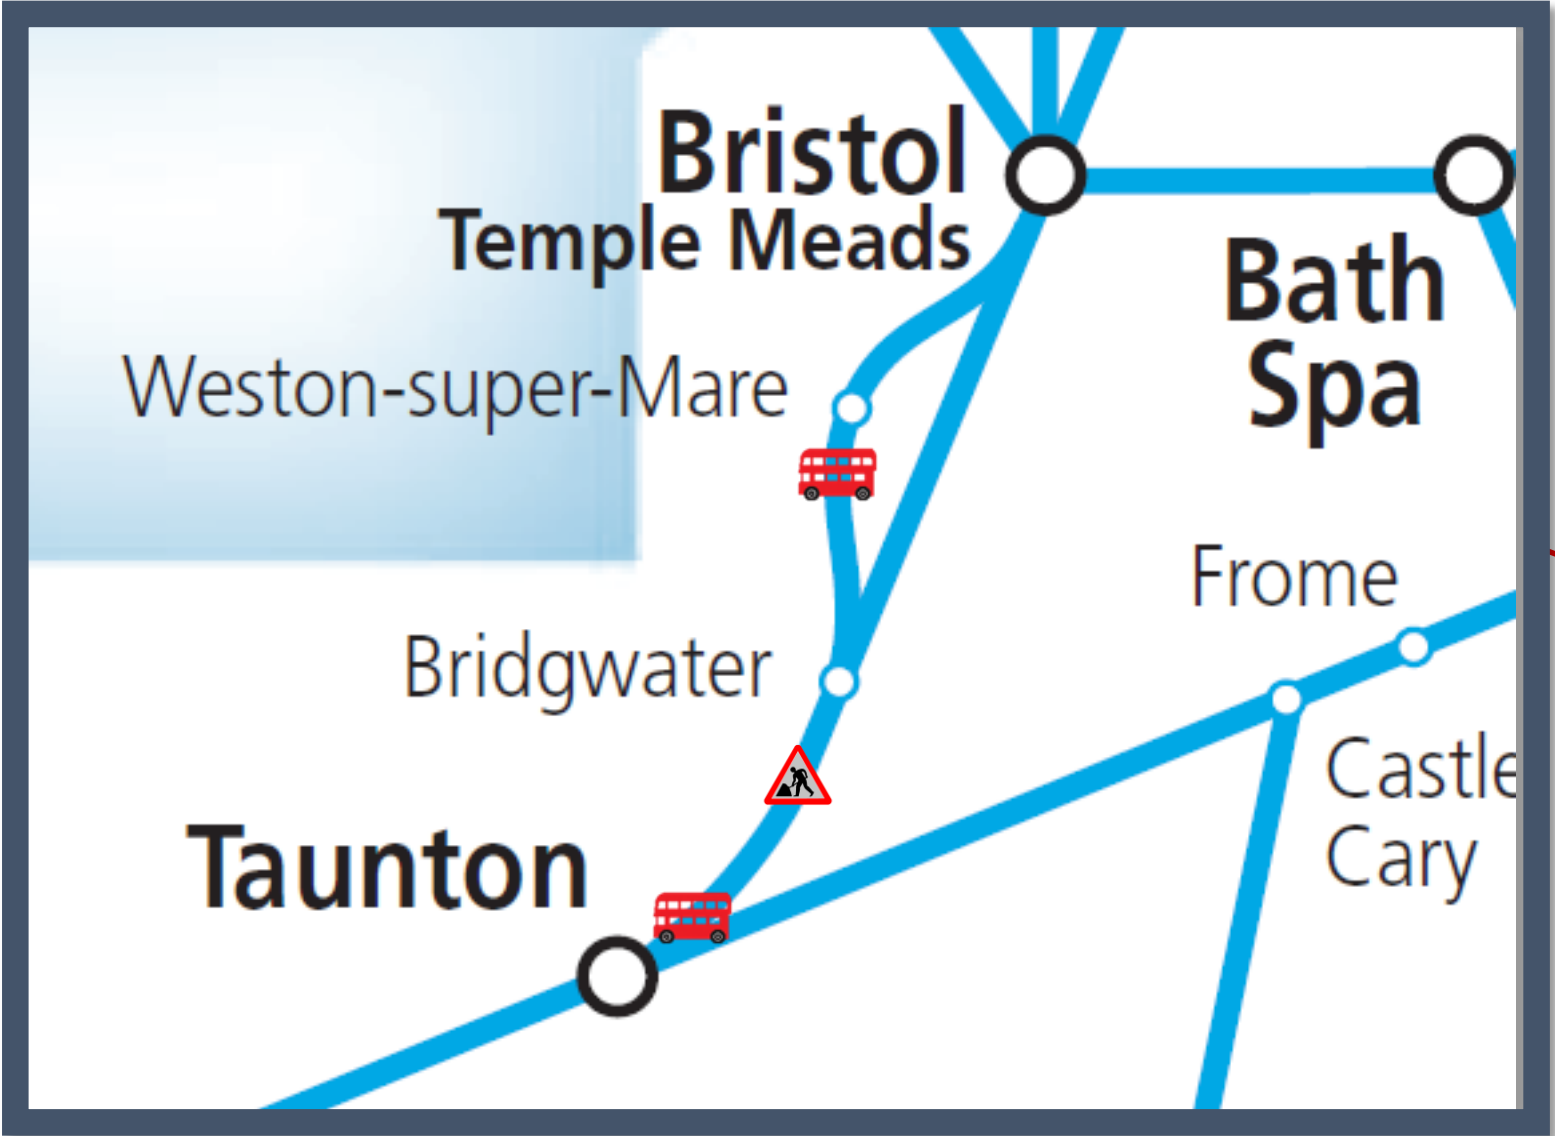 Bristol
Temple Meads
Bath
Spa
Weston-super-Mare
Frome
Bridgwater
Castle
Cary
Taunton